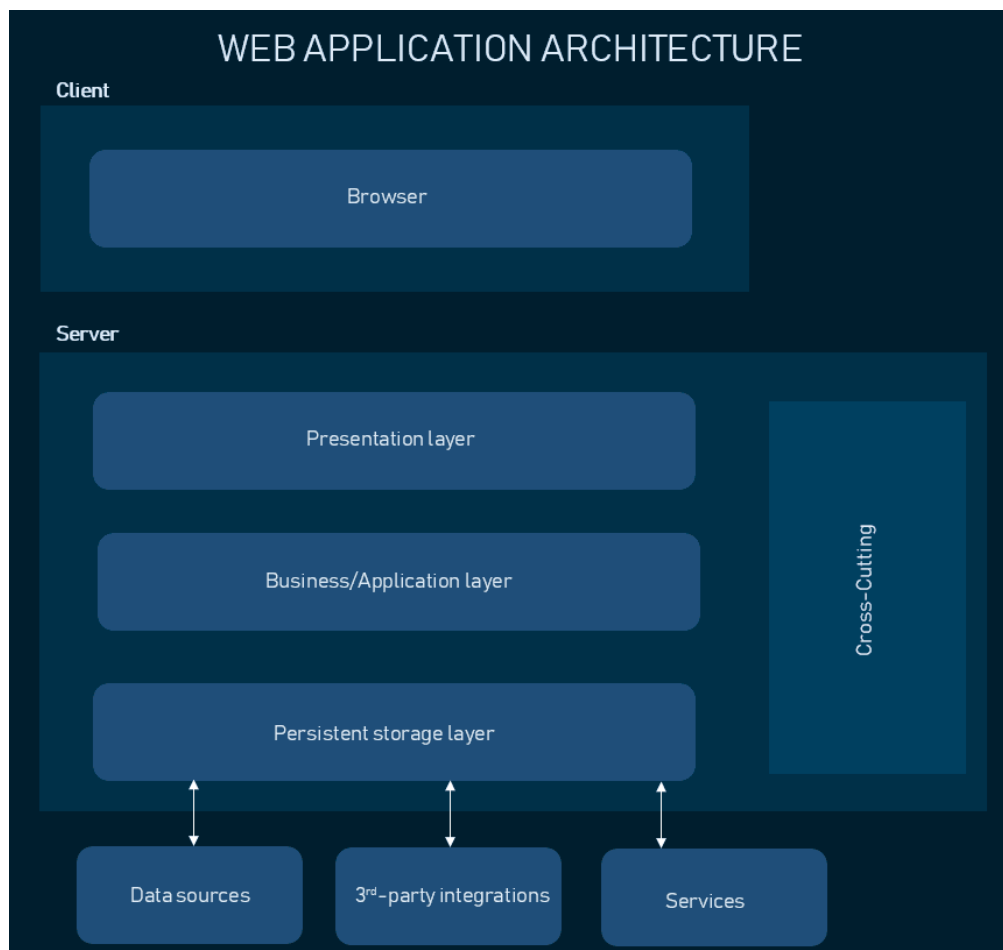 WEB APPLICATION ARCHITECTURE
Client
Browser
Server
Presentation layer
Business/Application layer
Persistent storage layer
Cross-Cutting
Data sources
3rd-party integrations
Services